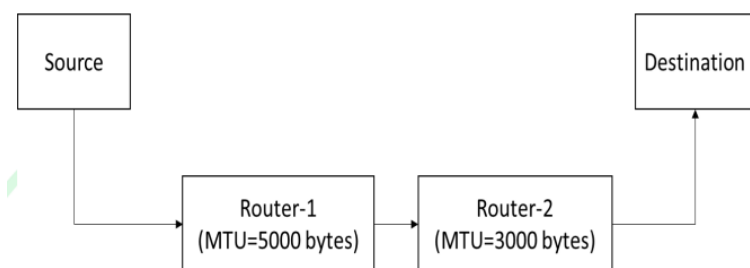 Source
Destination
Router-1
(MTU=5000 bytes)
Router-2
(MTU=3000 bytes)